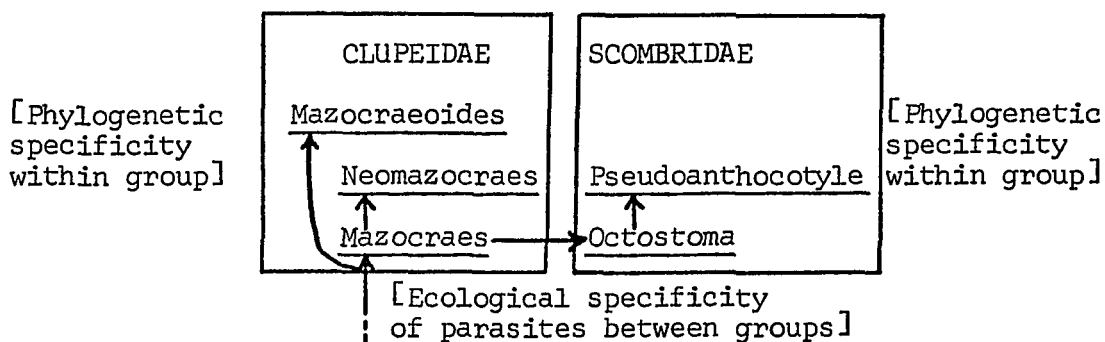 CLUPEIDAE
SCOMBRIDAE
[Phylogenetic
specificity
within group]
Mazocraeoides
Neomazocraes
Mazocraes
Pseudoanthocotyle
Octostoma
[Phylogenetic
specificity
within group]
[Ecological specificity
of parasites between groups]